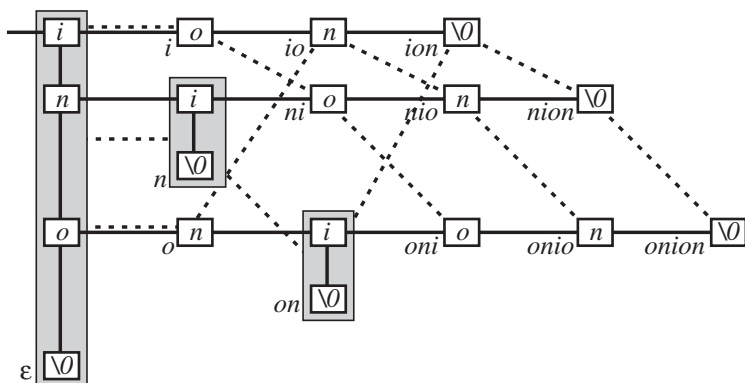 i o n \0
i io ion
n i o n \0
ni nio nion
\0
n
o n i o n \0
o oni onio onion
on \0
ε \0